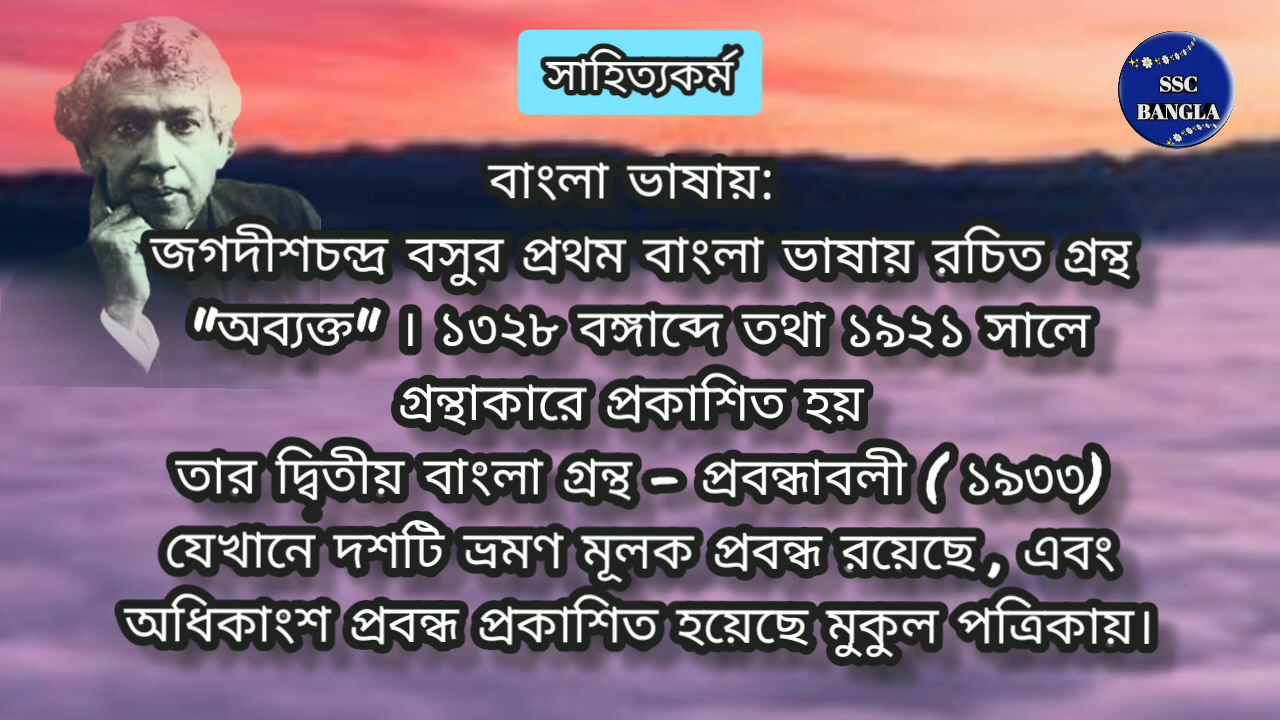 সাহিত্যকর্ম
SSC
BANGLA
বাংলা ভাষায়:
জগদীশচন্দ্র বসুর প্রথম বাংলা ভাষায় রচিত গ্রন্থ
"অব্যক্ত" । ১৩২৮ বঙ্গাব্দে তথা ১৯২১ সালে
গ্রন্থাকারে প্রকাশিত হয়
তার দ্বিতীয় বাংলা গ্রন্থ – প্রবন্ধাবলী ( ১৯৩৩)
যেখানে দশটি ভ্রমণ মূলক প্রবন্ধ রয়েছে , এবং
অধিকাংশ প্রবন্ধ প্রকাশিত হয়েছে মুকুল পত্রিকায়।